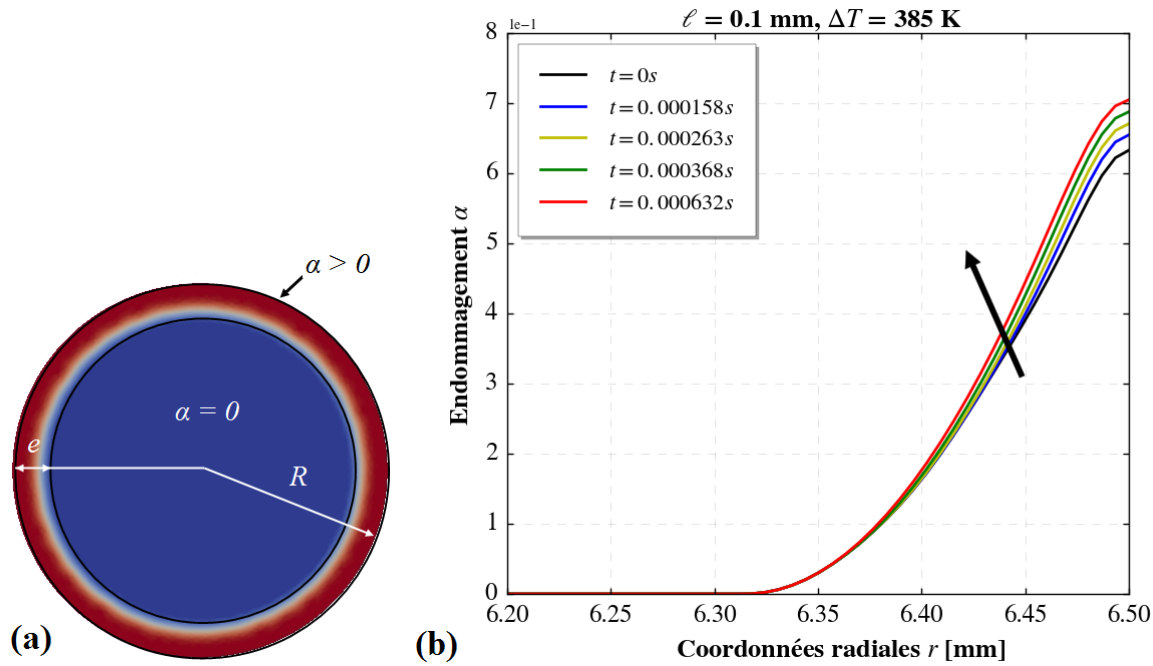 α > 0
α = 0
e
R
(a)
ℓ = 0.1 mm, ΔT = 385 K
1e−1
t=0s
t=0.000158s
t=0.000263s
t=0.000368s
t=0.000632s
Endommagement α
8
7
6
5
4
3
2
1
0
6.20 6.30 6.35 6.40 6.45 6.50
Coordonnées radiales r [mm]
(b)